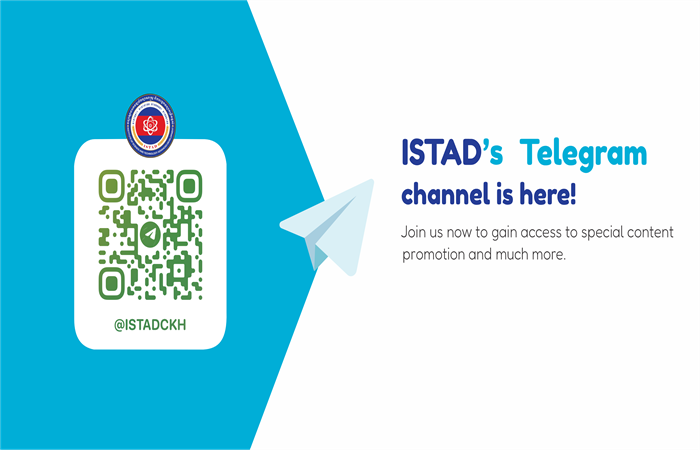 ISTAD
@ISTADCKH
ISTAD's Telegram
channel is here!
Join us now to gain access to special content
promotion and much more.